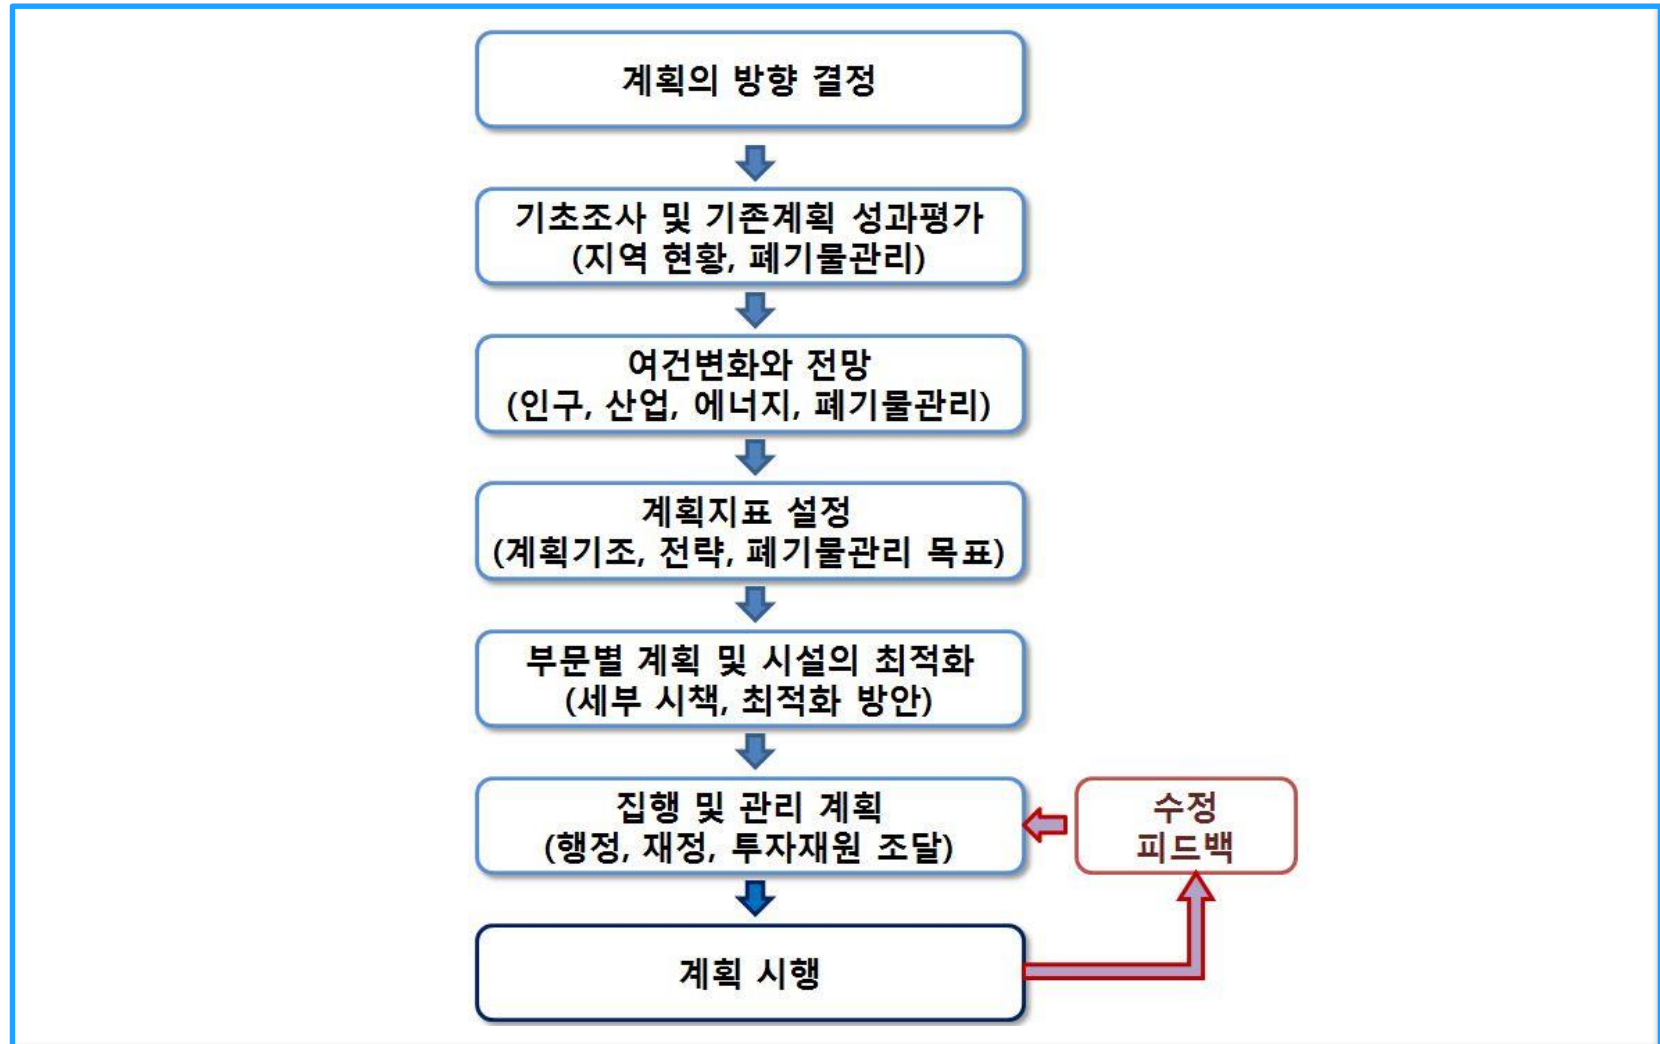 계획의 방향 결정
기초조사 및 기존계획 성과평가
(지역 현황, 폐기물관리)
여건변화와 전망
(인구, 산업, 에너지, 폐기물관리)
계획지표 설정
(계획기조, 전략, 폐기물관리 목표)
부문별 계획 및 시설의 최적화
(세부 시책, 최적화 방안)
집행 및 관리 계획
(행정, 재정, 투자재원 조달)
수정
피드백
계획 시행